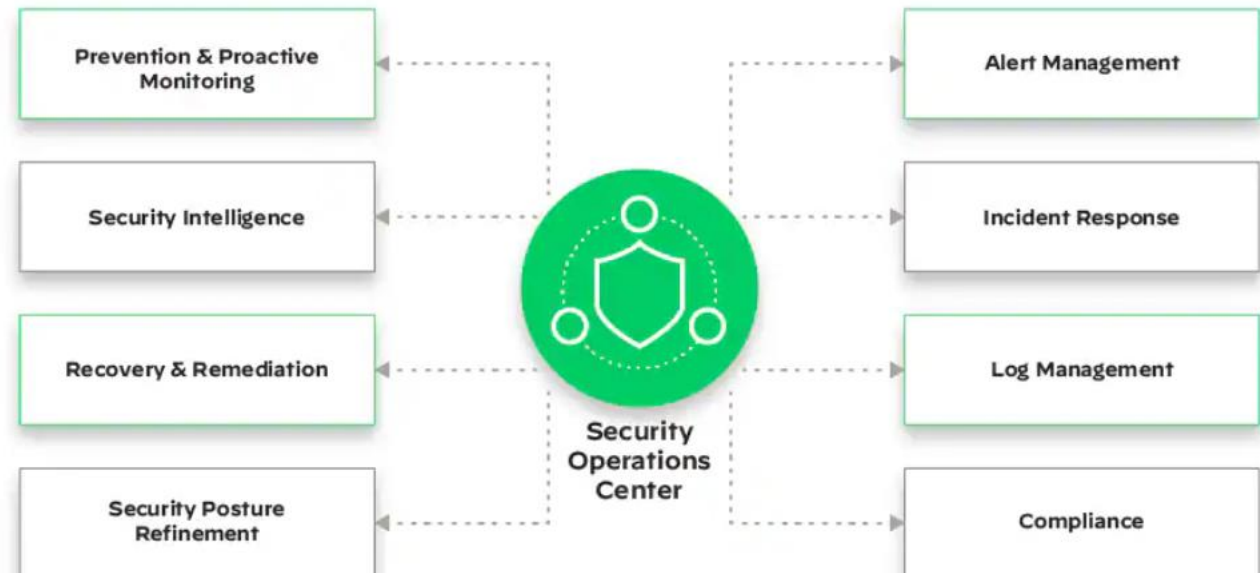 Prevention & Proactive
Monitoring
Security Intelligence
Recovery & Remediation
Security Posture
Refinement
Security
Operations
Center
Alert Management
Incident Response
Log Management
Compliance